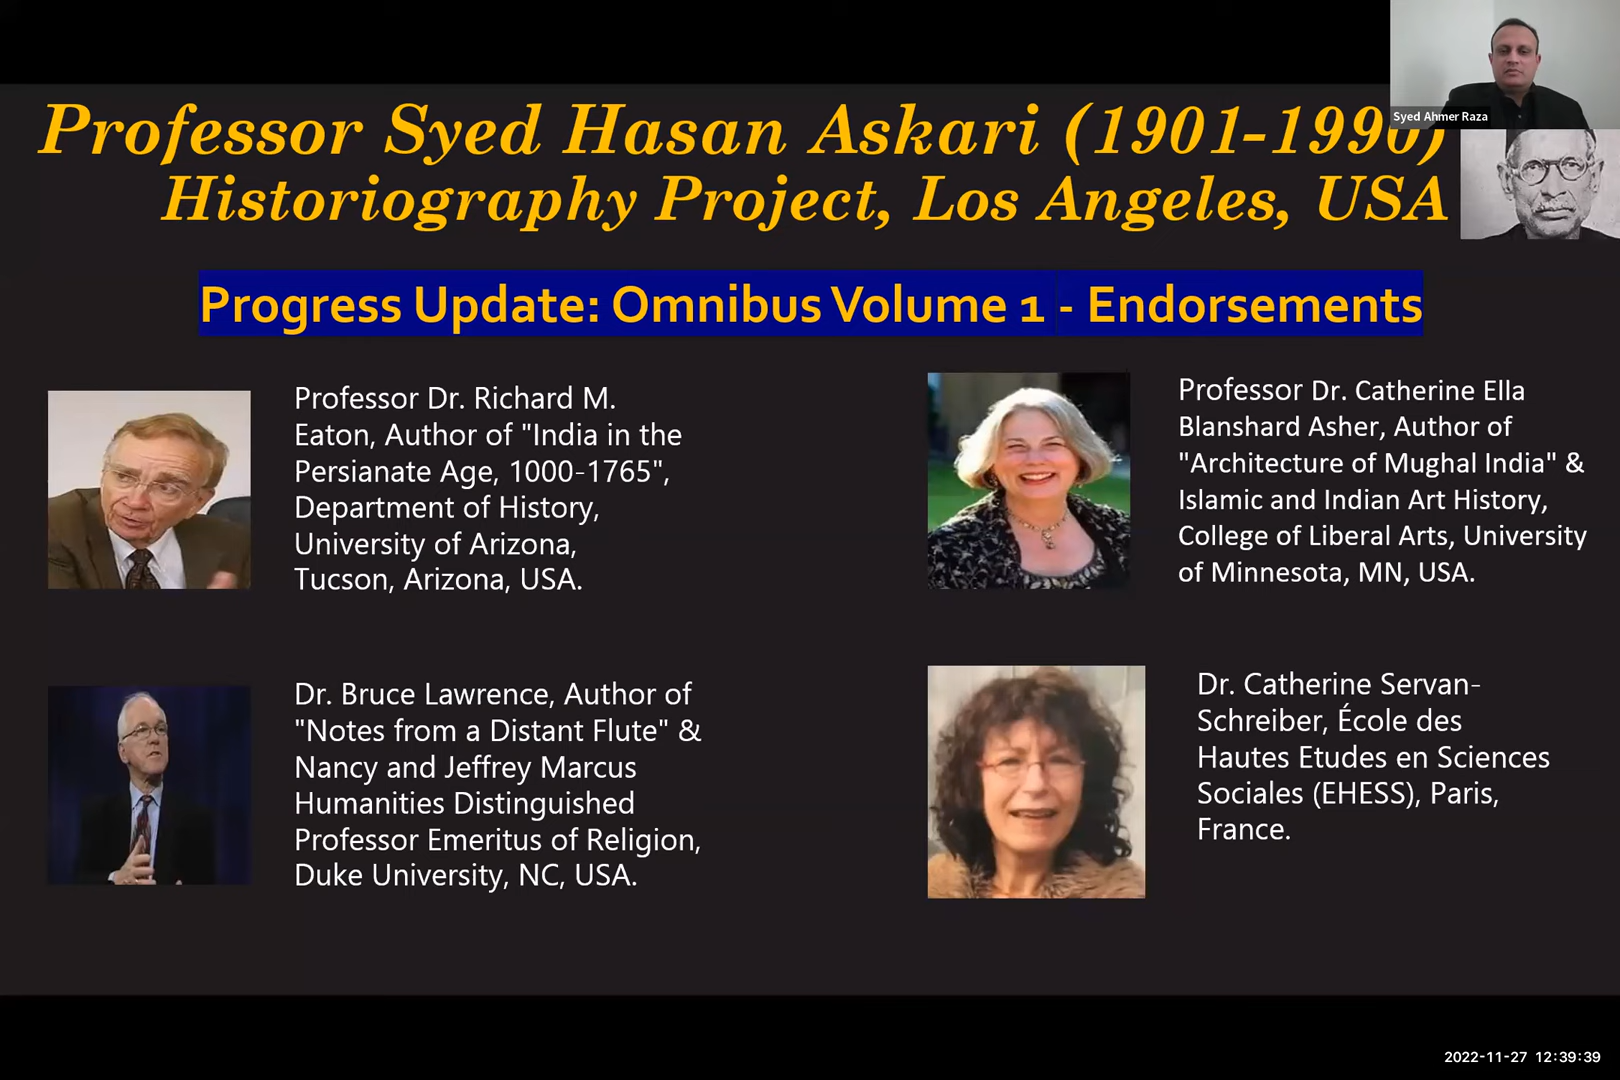 Syed Ahmer Raza
Professor Syed Hasan Askari (1901-1990)
Historiography Project, Los Angeles, USA
Progress Update: Omnibus Volume 1 - Endorsements
Professor Dr. Richard M.
Eaton, Author of "India in the
Persianate Age, 1000-1765",
Department of History,
University of Arizona,
Tucson, Arizona, USA.
Professor Dr. Catherine Ella
Blanshard Asher, Author of
"Architecture of Mughal India" &
Islamic and Indian Art History,
College of Liberal Arts, University
of Minnesota, MN, USA.
Dr. Bruce Lawrence, Author of
"Notes from a Distant Flute" &
Nancy and Jeffrey Marcus
Humanities Distinguished
Professor Emeritus of Religion,
Duke University, NC, USA.
Dr. Catherine Servan-
Schreiber, École des
Hautes Etudes en Sciences
Sociales (EHESS), Paris,
France.
2022-11-27 12:39:39